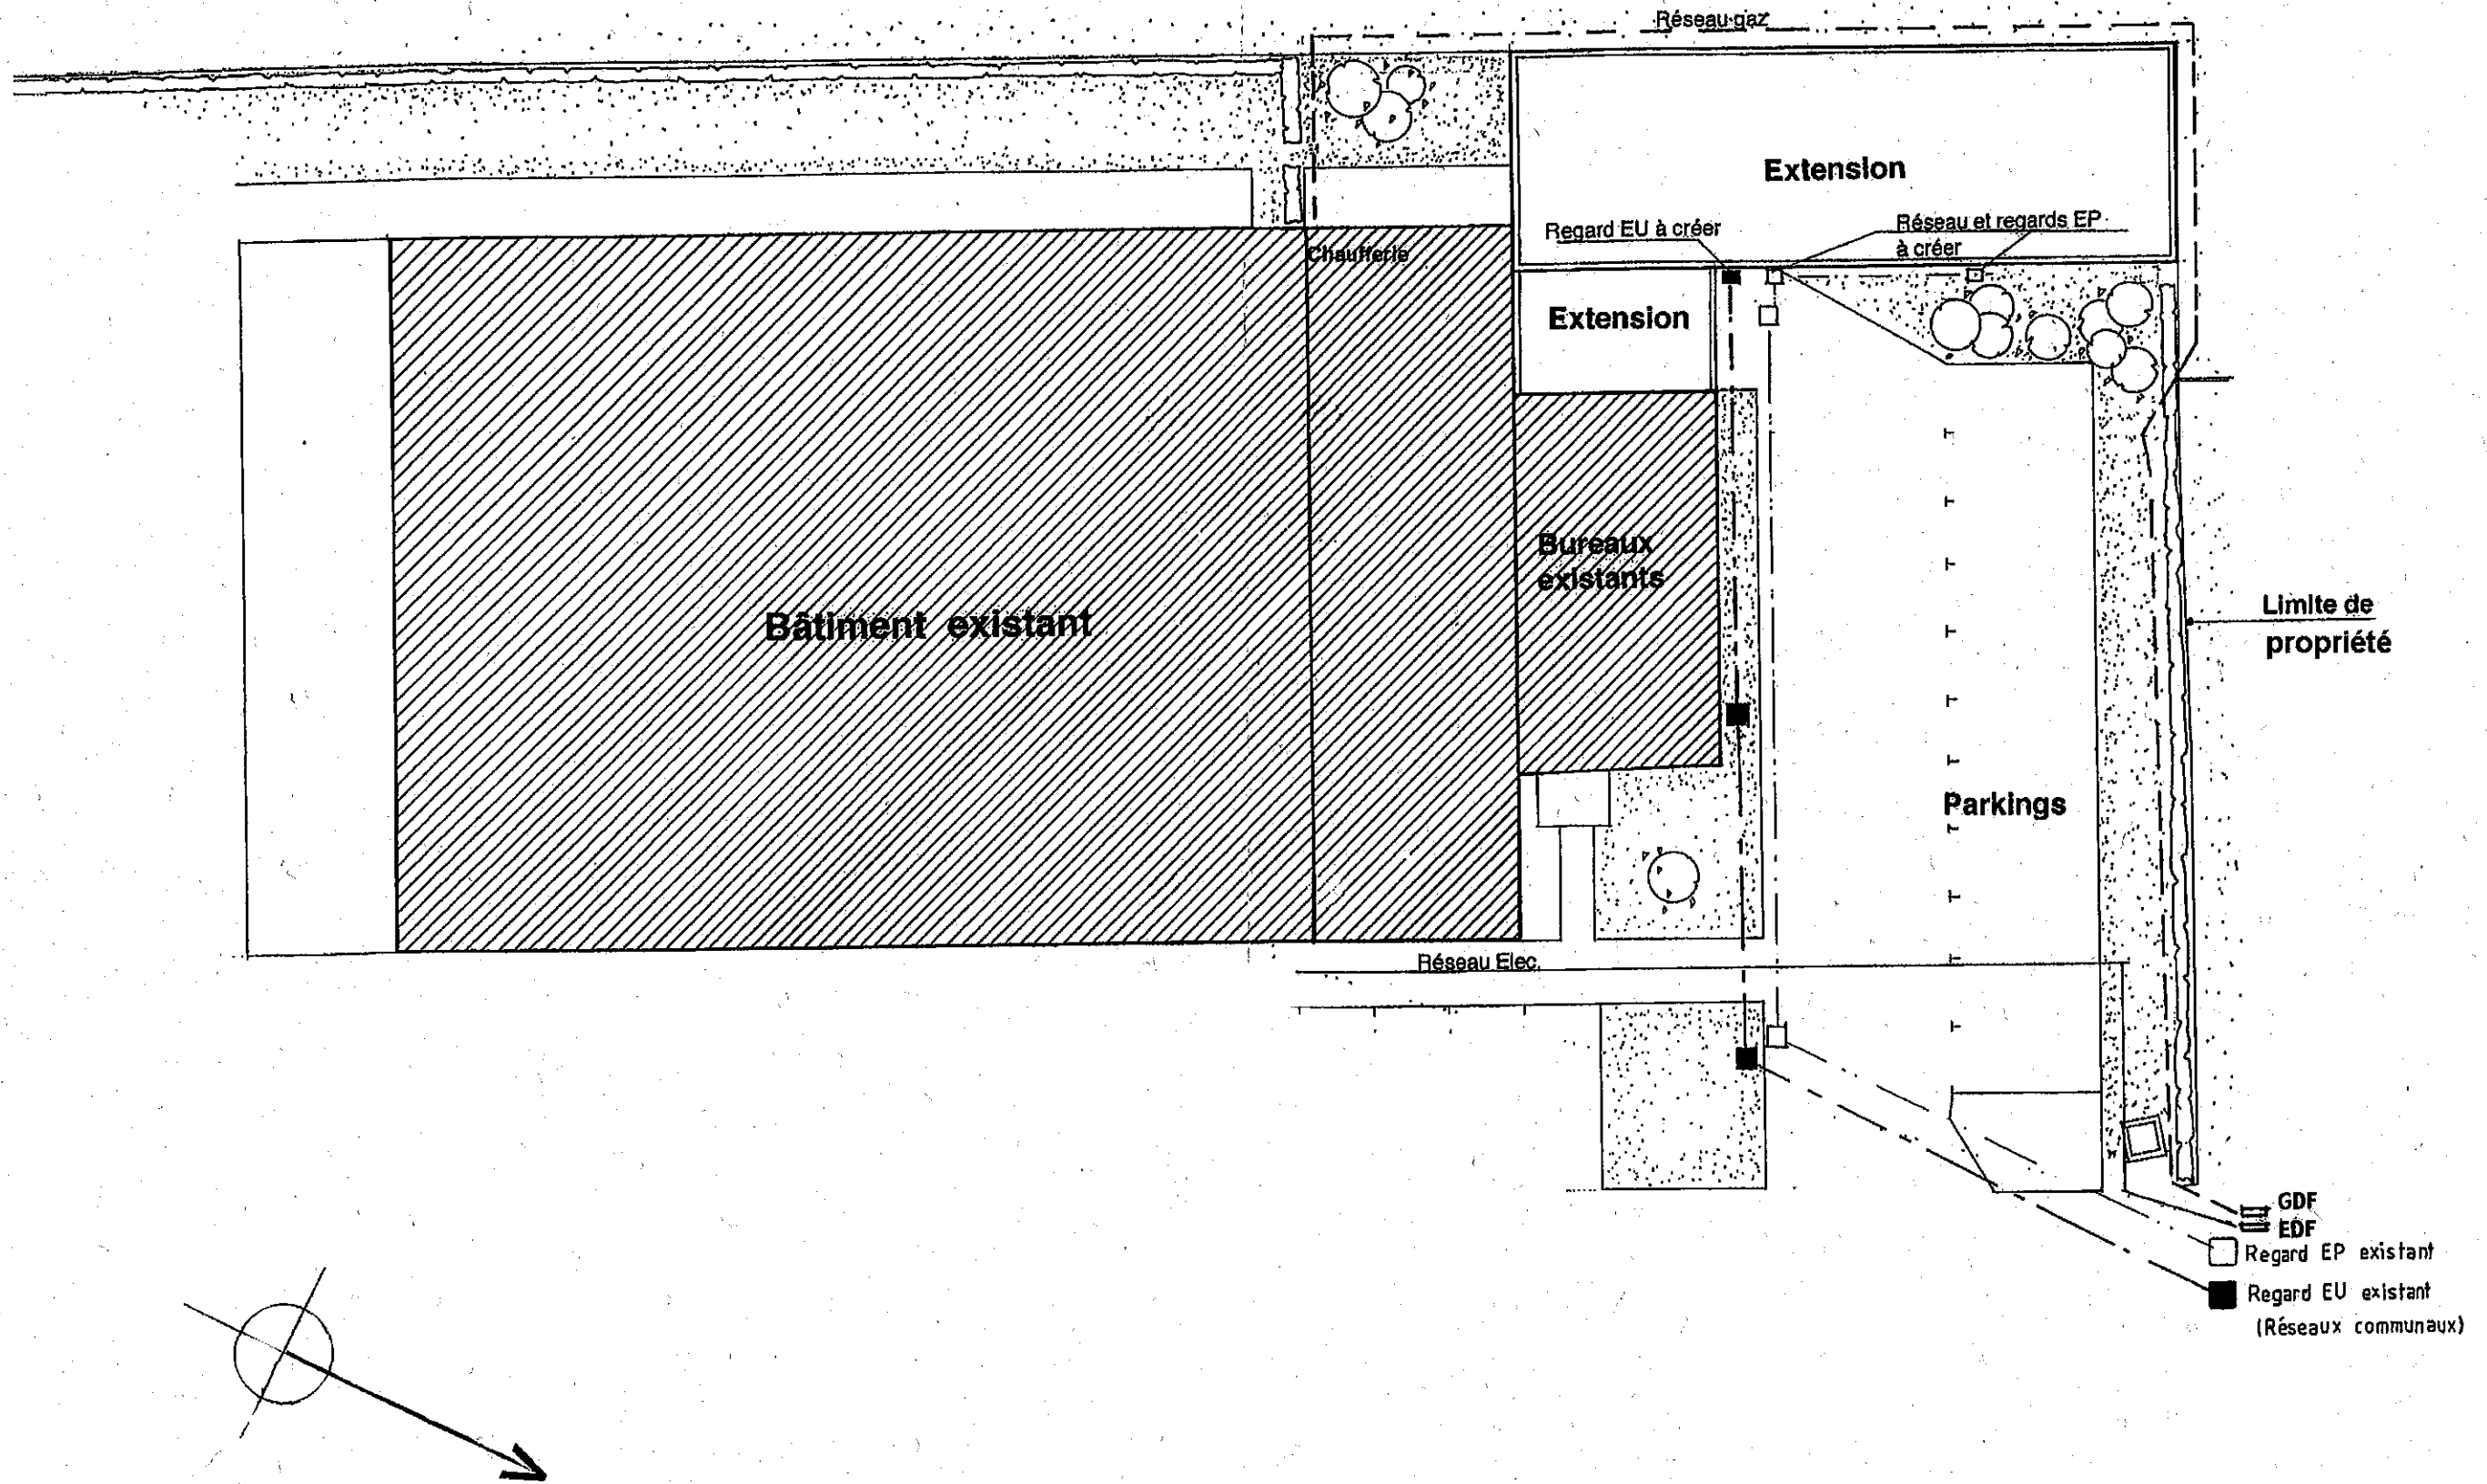 Réseau gaz
Extension
Regard EU à créer
Réseau et regards EP
à créer
Chaufferie
Extension
Bureaux
existants
Limite de
propriété
Bâtiment existant
Parkings
Réseau Elec.
GDF
EDF
Regard EP existant
Regard EU existant
(Réseaux communaux)